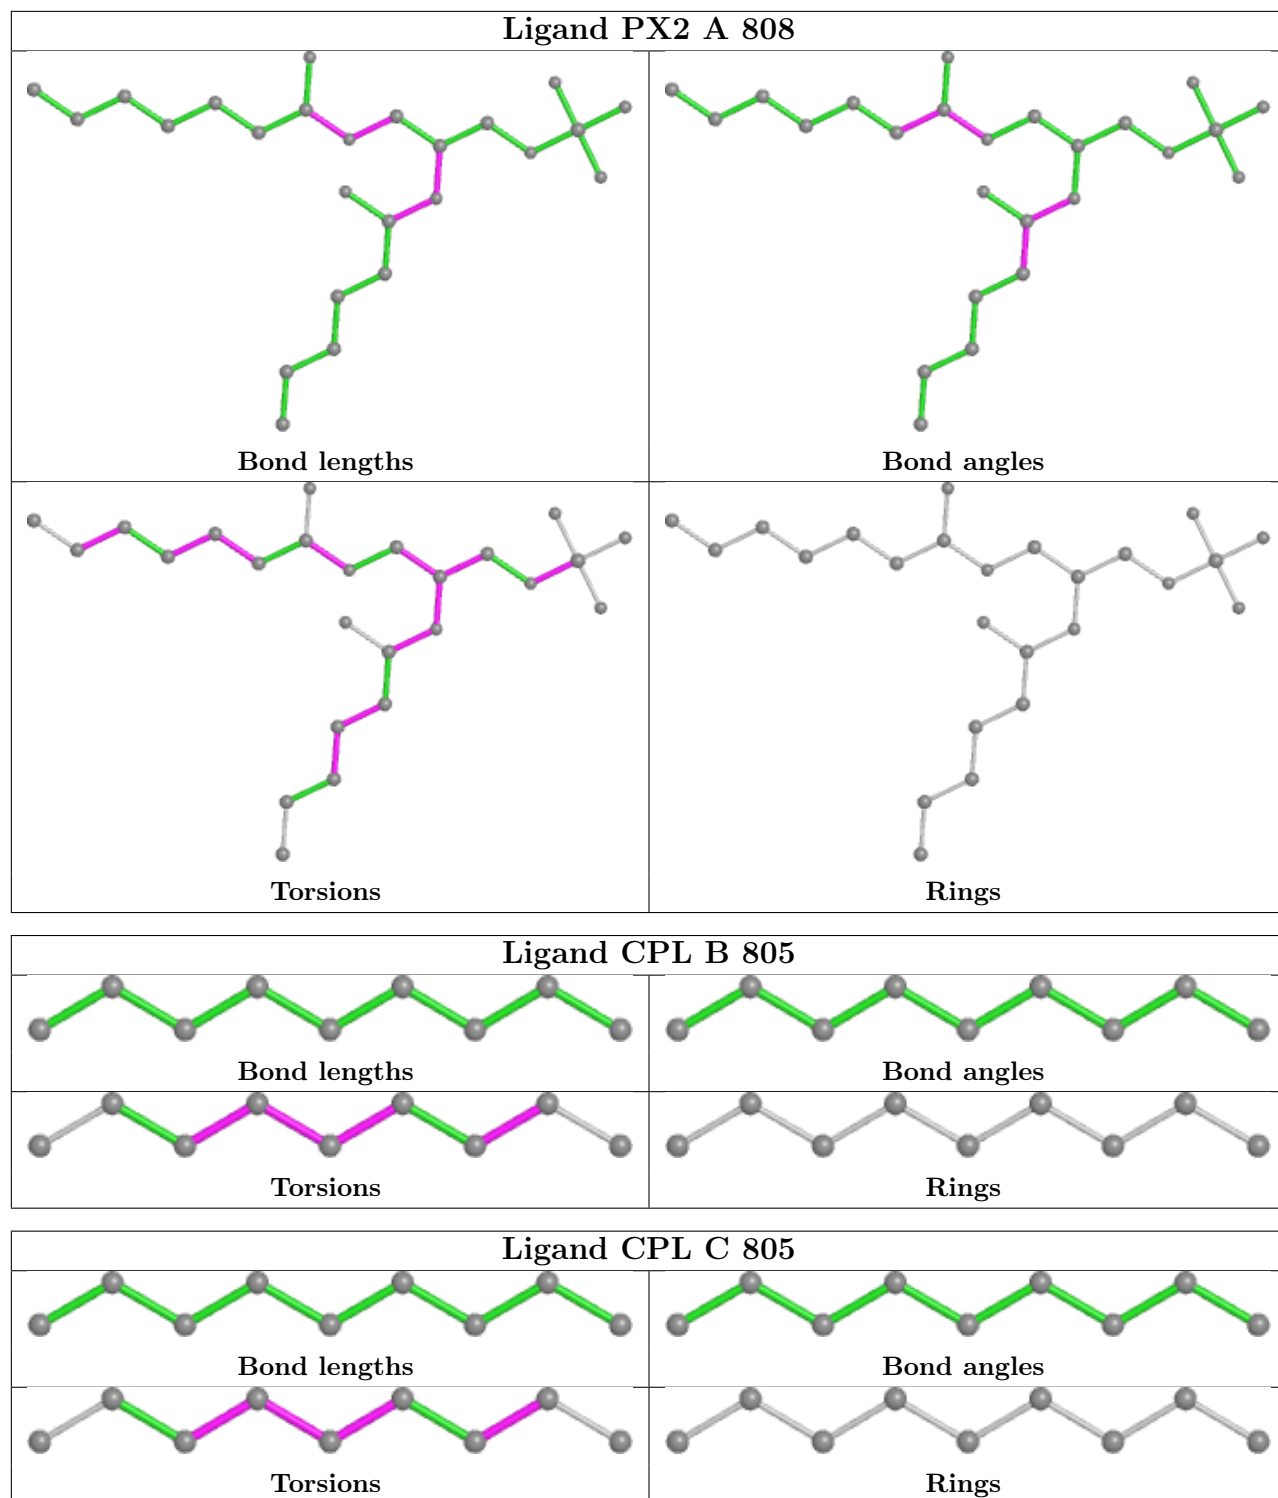 Ligand PX2 A 808
Bond lengths
Bond angles
Torsions
Rings
Ligand CPL B 805
Bond lengths
Bond angles
Torsions
Rings
Ligand CPL C 805
Bond lengths
Bond angles
Torsions
Rings